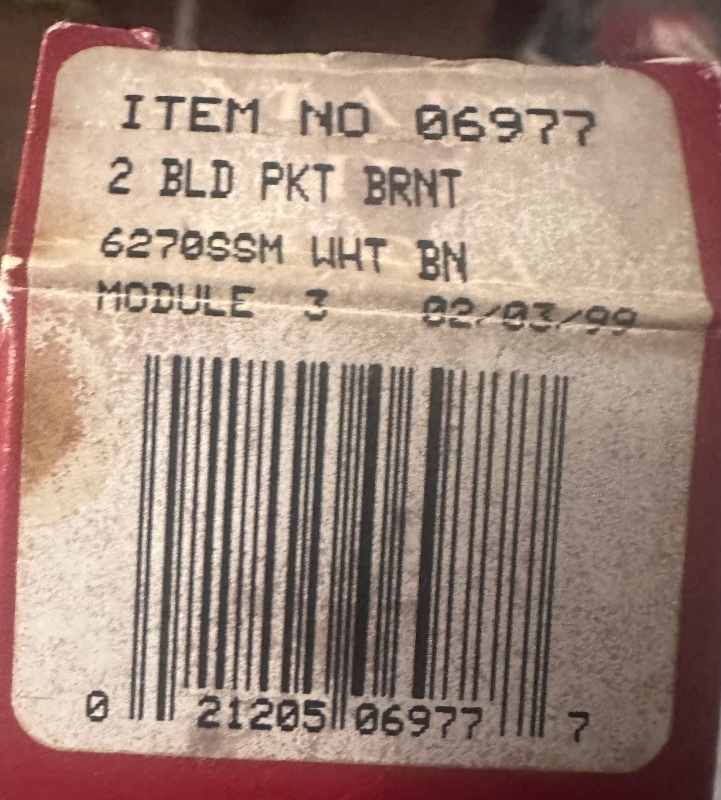 ITEM NO 06977
2 BLD PKT BRNT
6270SSM WHT BN
MODULE 3 02/03/99
0 21205 06977 7